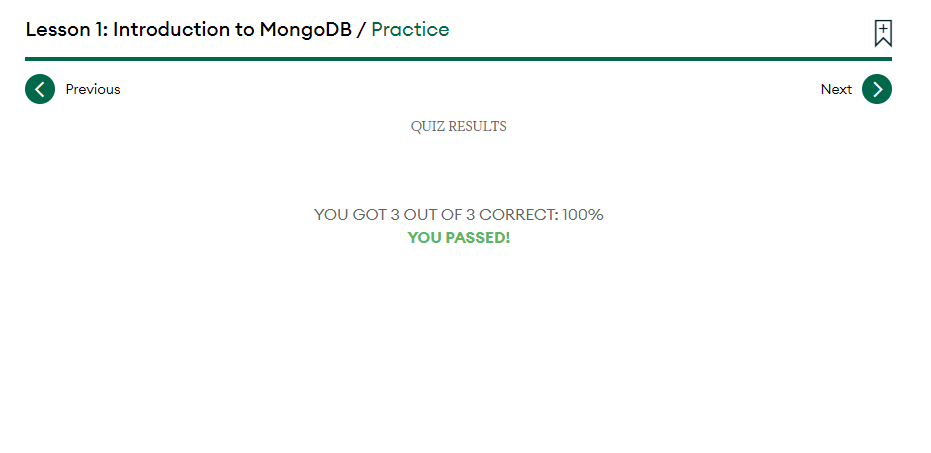 Lesson 1: Introduction to MongoDB / Practice
Previous
Next
QUIZ RESULTS
YOU GOT 3 OUT OF 3 CORRECT: 100%
YOU PASSED!